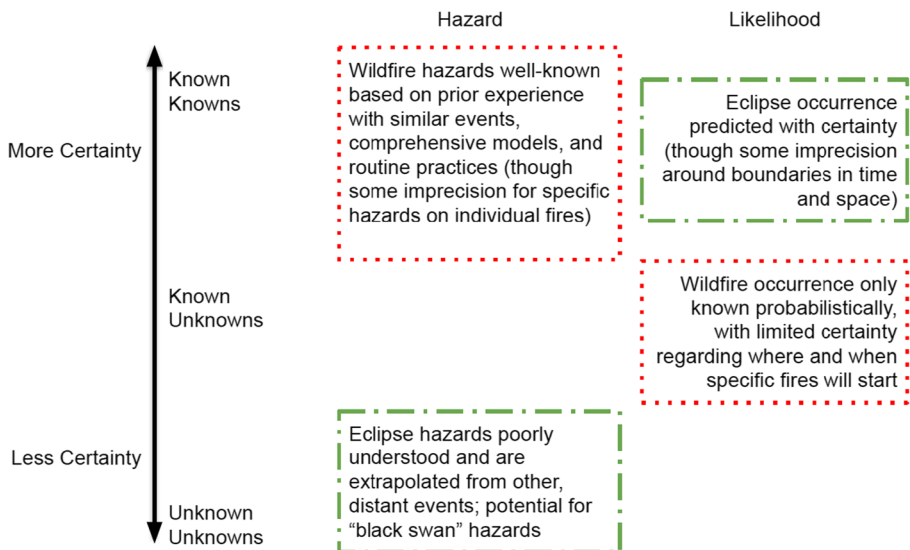 Hazard
Likelihood
Known
Knowns
More Certainty
Wildfire hazards well-known
based on prior experience
with similar events,
comprehensive models, and
routine practices (though
some imprecision for specific
hazards on individual fires)
Eclipse occurrence
predicted with certainty
(though some imprecision
around boundaries in time
and space)
Known
Unknowns
Wildfire occurrence only
known probabilistically,
with limited certainty
regarding where and when
specific fires will start
Less Certainty
Eclipse hazards poorly
understood and are
extrapolated from other,
distant events; potential for
“black swan” hazards
Unknown
Unknowns